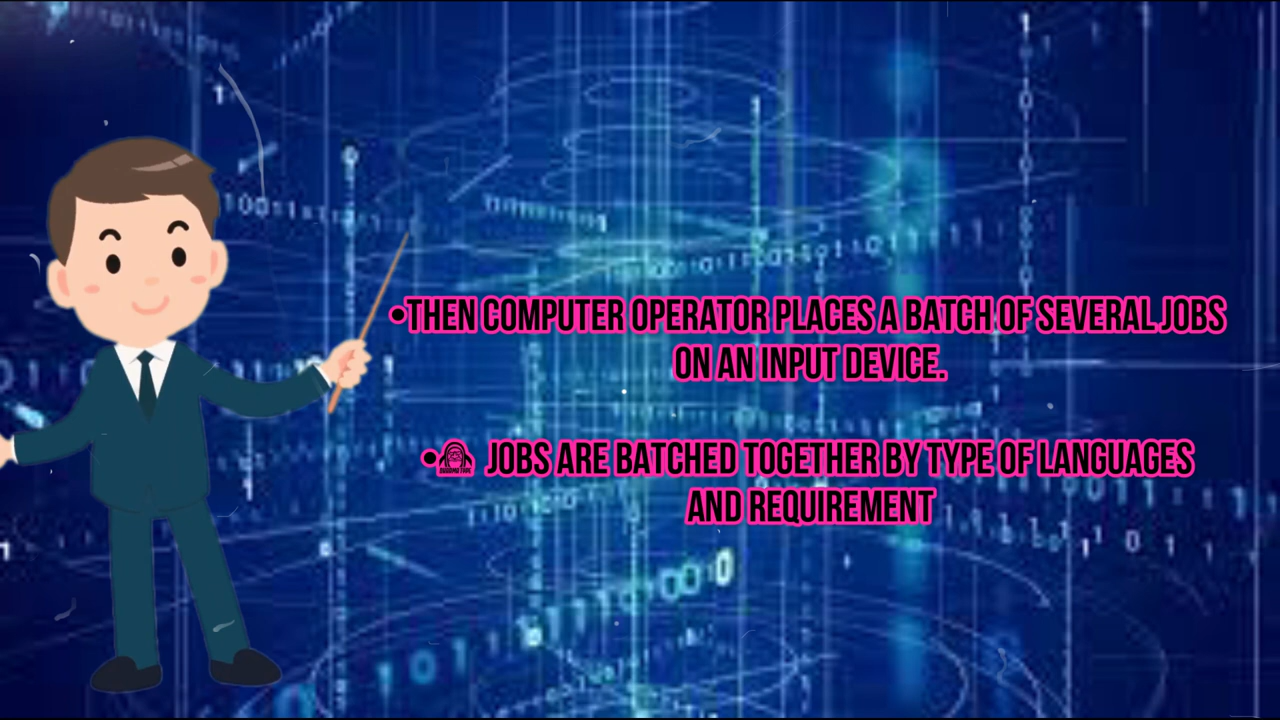 •THEN COMPUTER OPERATOR PLACES A BATCH OF SEVERAL JOBS
ON AN INPUT DEVICE.
• JOBS ARE BATCHED TOGETHER BY TYPE OF LANGUAGES
AND REQUIREMENT